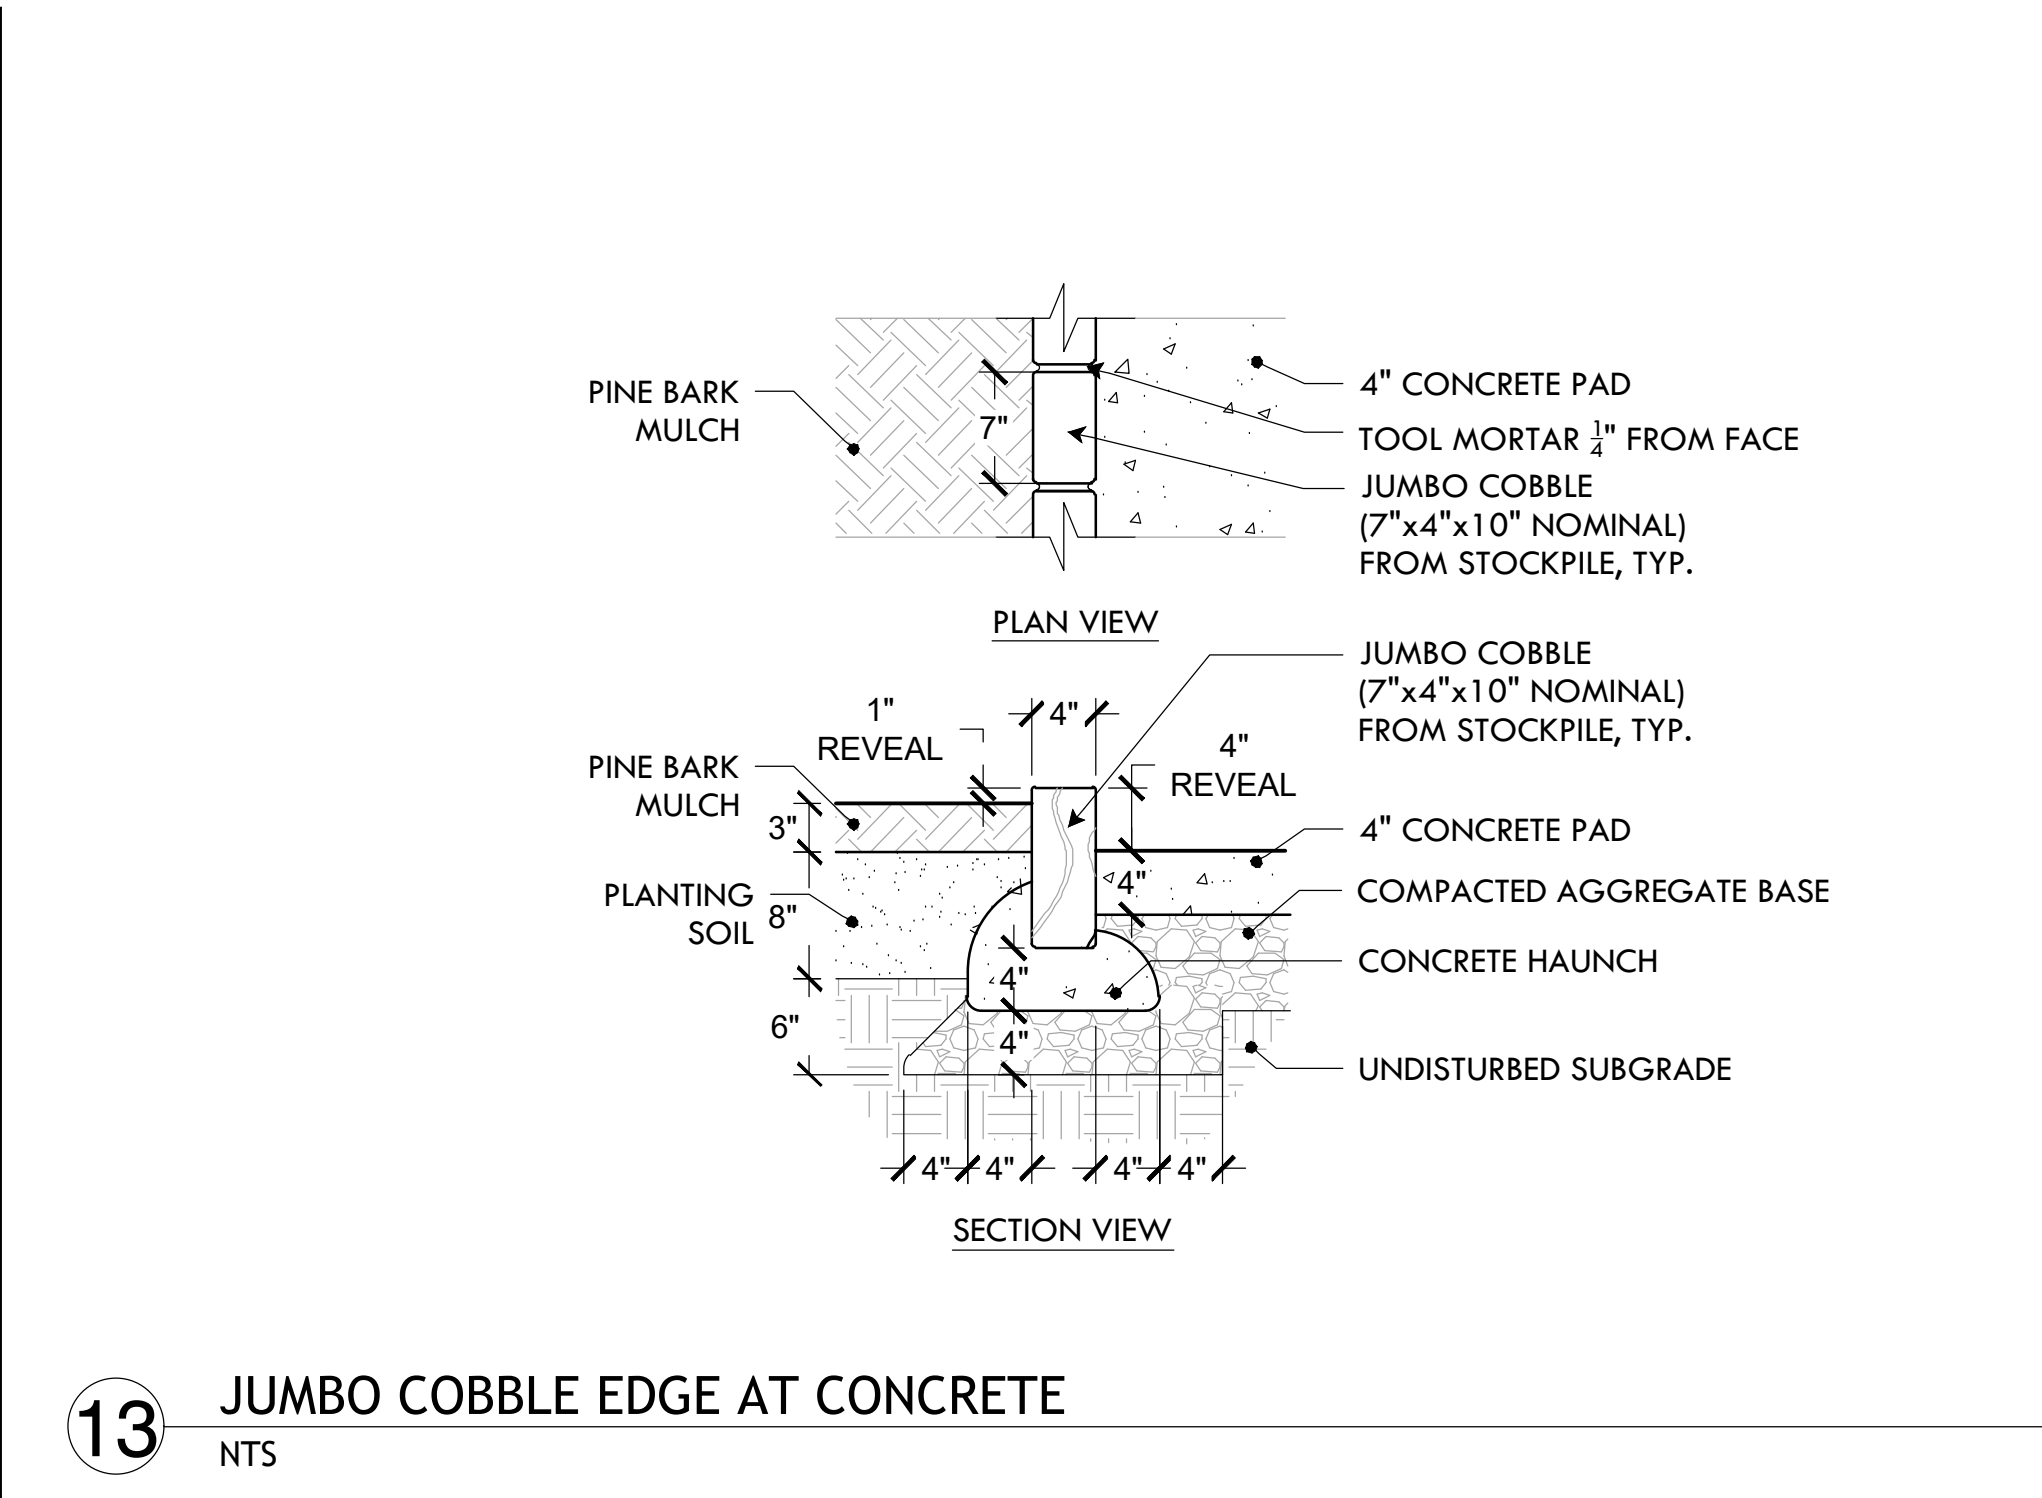 PINE BARK
MULCH
7"
4" CONCRETE PAD
TOOL MORTAR 1/4" FROM FACE
JUMBO COBBLE
(7"x4"x10" NOMINAL)
FROM STOCKPILE, TYP.
PLAN VIEW
JUMBO COBBLE
(7"x4"x10" NOMINAL)
FROM STOCKPILE, TYP.
1"
REVEAL
4"
4"
REVEAL
PINE BARK
MULCH
3"
4" CONCRETE PAD
4"
COMPACTED AGGREGATE BASE
PLANTING
SOIL
8"
CONCRETE HAUNCH
4"
6"
4"
UNDISTURBED SUBGRADE
4" 4" 4" 4"
SECTION VIEW
13
JUMBO COBBLE EDGE AT CONCRETE
NTS